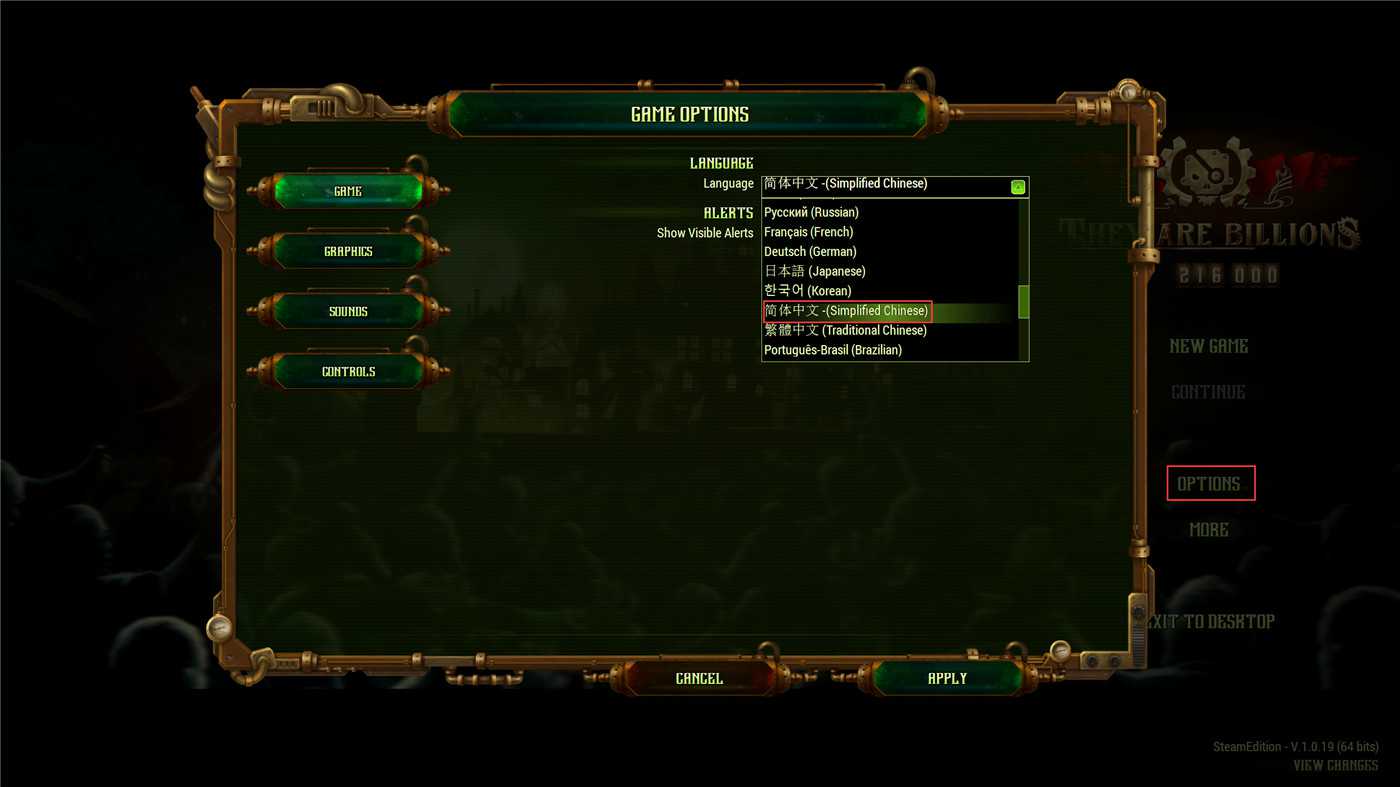 GAME OPTIONS
GAME
GRAPHICS
SOUNDS
CONTROLS
LANGUAGE
Language
简体中文 -(Simplified Chinese)
ALERTS
Show Visible Alerts
Русский (Russian)
Français (French)
Deutsch (German)
日本語 (Japanese)
한국어 (Korean)
简体中文 -(Simplified Chinese)
繁體中文 (Traditional Chinese)
Português-Brasil (Brazilian)
CANCEL
APPLY
THEY ARE BILLIONS
216 000
NEW GAME
CONTINUE
OPTIONS
MORE
EXIT TO DESKTOP
SteamEdition - V.1.0.19 (64 bits)
VIEW CHANGES